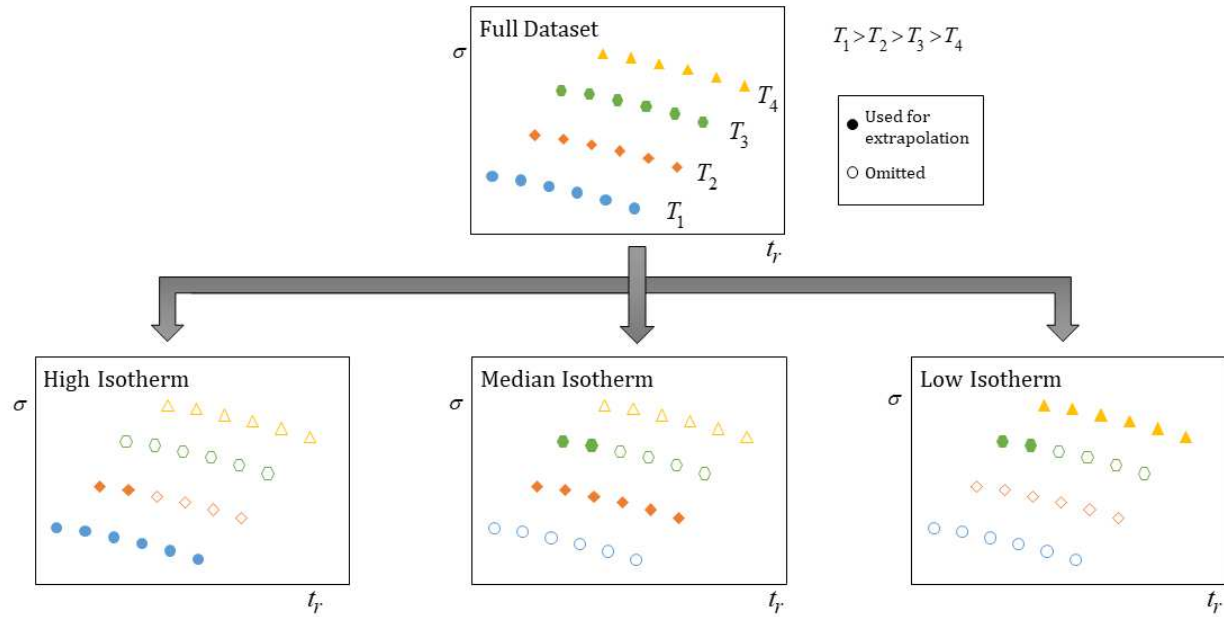 Full Dataset
σ
T₁ > T₂ > T₃ > T₄
T₄
T₃
T₂
T₁
tᵣ
Used for
extrapolation
Omitted
High Isotherm
σ
tᵣ
Median Isotherm
σ
tᵣ
Low Isotherm
σ
tᵣ